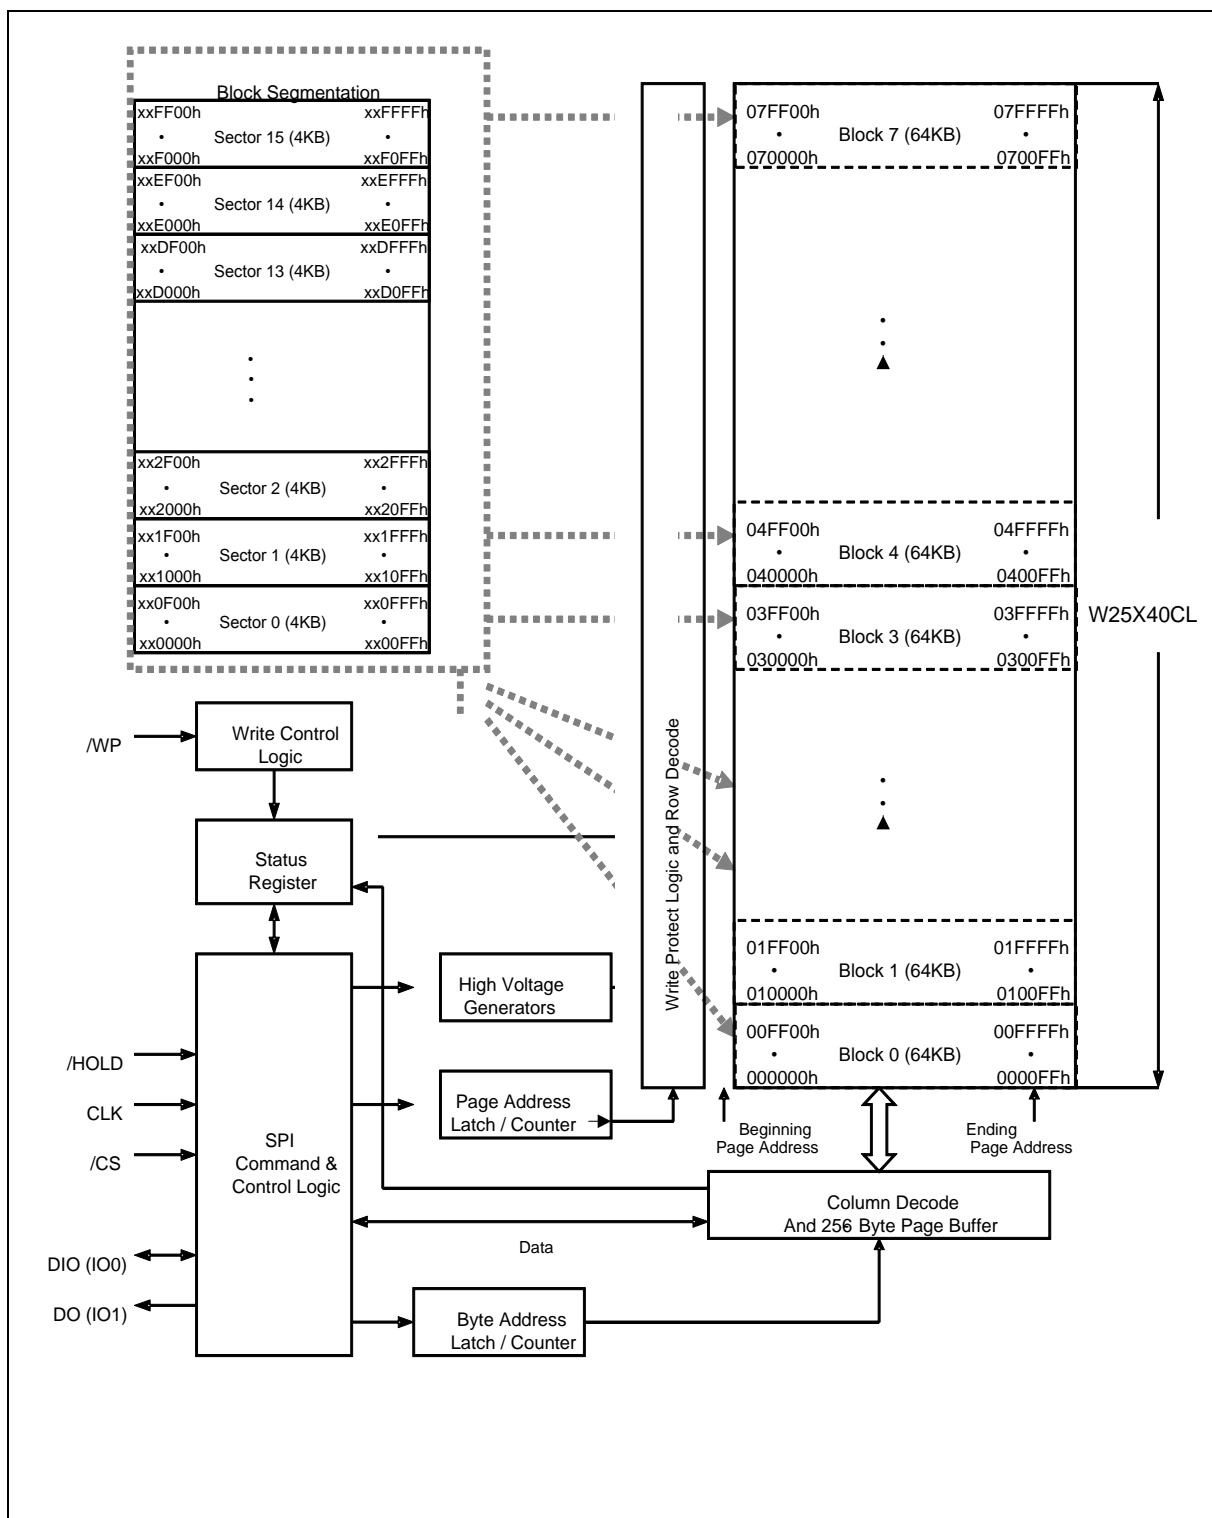 Block Segmentation
xxFF00h xxFFFFh
Sector 15 (4KB)
xxF000h xxF0FFh
xxEF00h xxEFFFh
Sector 14 (4KB)
xxE000h xxE0FFh
xxDF00h xxDFFFh
Sector 13 (4KB)
xxD000h xxD0FFh
xx2F00h xx2FFFh
Sector 2 (4KB)
xx2000h xx20FFh
xx1F00h xx1FFFh
Sector 1 (4KB)
xx1000h xx10FFh
xx0F00h xx0FFFh
Sector 0 (4KB)
xx0000h xx00FFh
07FF00h 07FFFFh
Block 7 (64KB)
070000h 0700FFh
04FF00h 04FFFFh
Block 4 (64KB)
040000h 0400FFh
03FF00h 03FFFFh
Block 3 (64KB)
030000h 0300FFh
01FF00h 01FFFFh
Block 1 (64KB)
010000h 0100FFh
00FF00h 00FFFFh
Block 0 (64KB)
000000h 0000FFh
W25X40CL
Write Protect Logic and Row Decode
/WP
Write Control
Logic
Status
Register
High Voltage
Generators
/HOLD
CLK
/CS
SPI
Command &
Control Logic
Page Address
Latch / Counter
Beginning
Page Address
Ending
Page Address
Column Decode
And 256 Byte Page Buffer
Data
DIO (IO0)
DO (IO1)
Byte Address
Latch / Counter